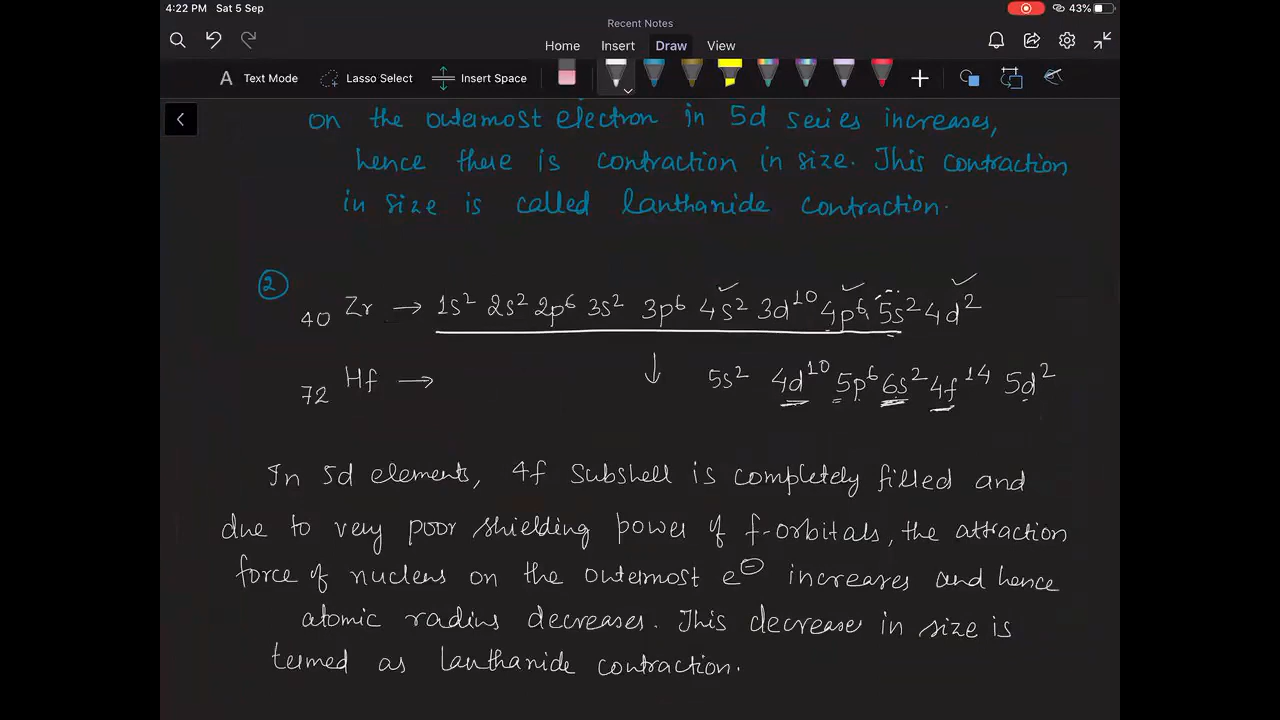 4:22 PM Sat 5 Sep
43%
Recent Notes
Home Insert Draw View
Text Mode Lasso Select Insert Space
on the outermost electron in 5d series increases,
hence there is contraction in size. This contraction
in size is called lanthanide contraction.
2
₄₀Zr → 1s² 2s² 2p⁶ 3s² 3p⁶ 4s² 3d¹⁰ 4p⁶ 5s² 4d²
₇₂Hf → ↓ 5s² 4d¹⁰ 5p⁶ 6s² 4f¹⁴ 5d²
In 5d elements, 4f subshell is completely filled and
due to very poor shielding power of f-orbitals, the attraction
force of nucleus on the outermost e⊖ increases and hence
atomic radius decreases. This decrease in size is
termed as lanthanide contraction.